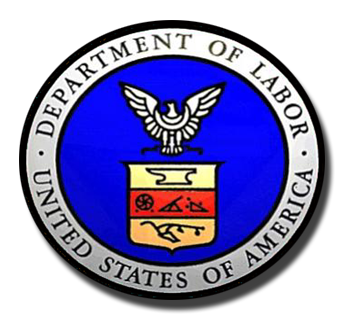 DEPARTMENT OF LABOR
UNITED STATES OF AMERICA